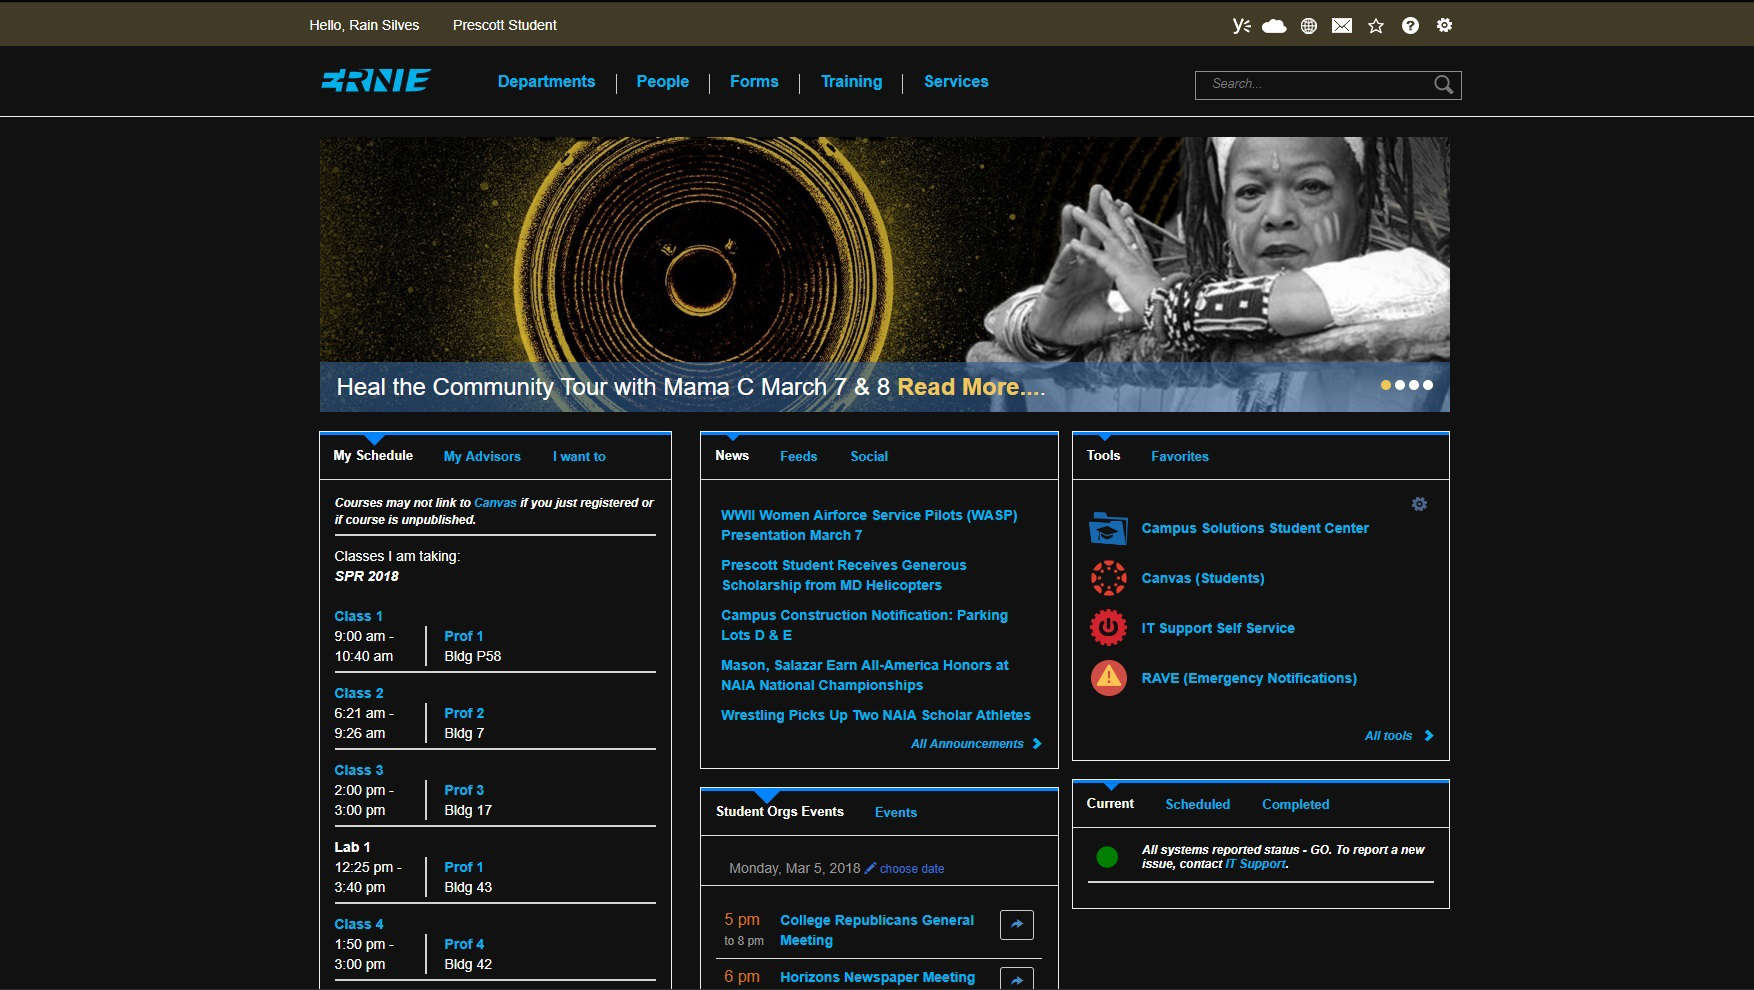 Hello, Rain Silves
Prescott Student
ERNIE
Departments
People
Forms
Training
Services
Search...
Heal the Community Tour with Mama C March 7 & 8 Read More....
My Schedule
My Advisors
I want to
Courses may not link to Canvas if you just registered or
if course is unpublished.
Classes I am taking:
SPR 2018
Class 1
9:00 am -
10:40 am
Prof 1
Bldg P58
Class 2
6:21 am -
9:26 am
Prof 2
Bldg 7
Class 3
2:00 pm -
3:00 pm
Prof 3
Bldg 17
Lab 1
12:25 pm -
3:40 pm
Prof 1
Bldg 43
Class 4
1:50 pm -
3:00 pm
Prof 4
Bldg 42
News
Feeds
Social
WWII Women Airforce Service Pilots (WASP)
Presentation March 7
Prescott Student Receives Generous
Scholarship from MD Helicopters
Campus Construction Notification: Parking
Lots D & E
Mason, Salazar Earn All-America Honors at
NAIA National Championships
Wrestling Picks Up Two NAIA Scholar Athletes
All Announcements
Student Orgs Events
Events
Monday, Mar 5, 2018 choose date
5 pm
to 8 pm
College Republicans General
Meeting
6 pm
Horizons Newspaper Meeting
Tools
Favorites
Campus Solutions Student Center
Canvas (Students)
IT Support Self Service
RAVE (Emergency Notifications)
All tools
Current
Scheduled
Completed
All systems reported status - GO. To report a new
issue, contact IT Support.